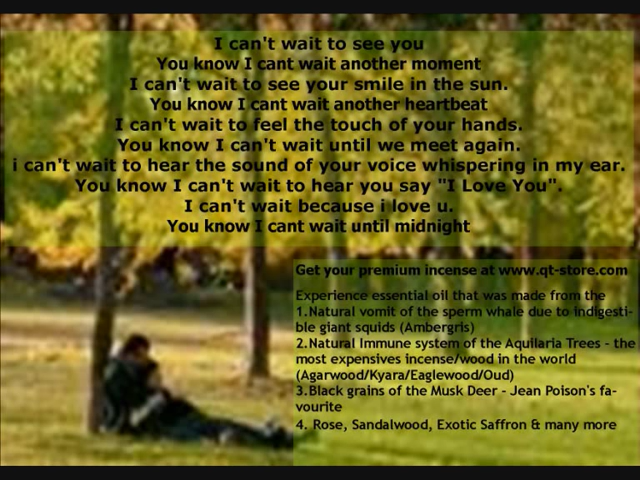 I can't wait to see you
You know I cant wait another moment
I can't wait to see your smile in the sun.
You know I cant wait another heartbeat
I can't wait to feel the touch of your hands.
You know I can't wait until we meet again.
i can't wait to hear the sound of your voice whispering in my ear.
You know I can't wait to hear you say "I Love You".
I can't wait because i love u.
You know I cant wait until midnight
Get your premium incense at www.qt-store.com
Experience essential oil that was made from the
1.Natural vomit of the sperm whale due to indigesti-
ble giant squids (Ambergris)
2.Natural Immune system of the Aquilaria Trees - the
most expensives incense/wood in the world
(Agarwood/Kyara/Eaglewood/Oud)
3.Black grains of the Musk Deer - Jean Poison's fa-
vourite
4. Rose, Sandalwood, Exotic Saffron & many more